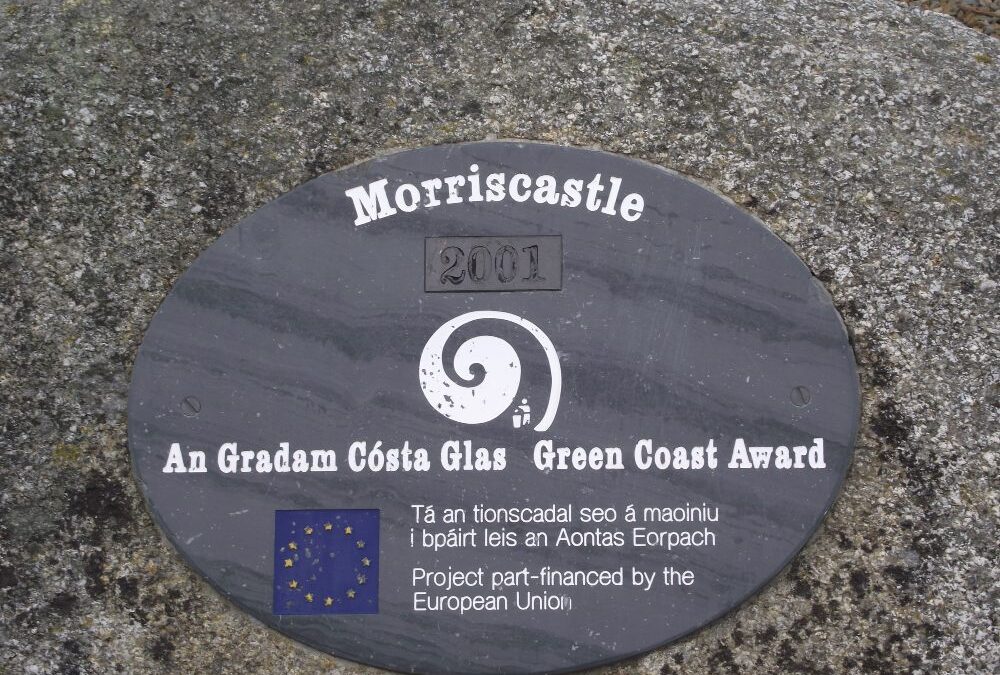 Morriscastle
2001
An Gradam Cósta Glas Green Coast Award
Tá an tionscadal seo á maoiniu
i bpáirt leis an Aontas Eorpach
Project part-financed by the
European Union